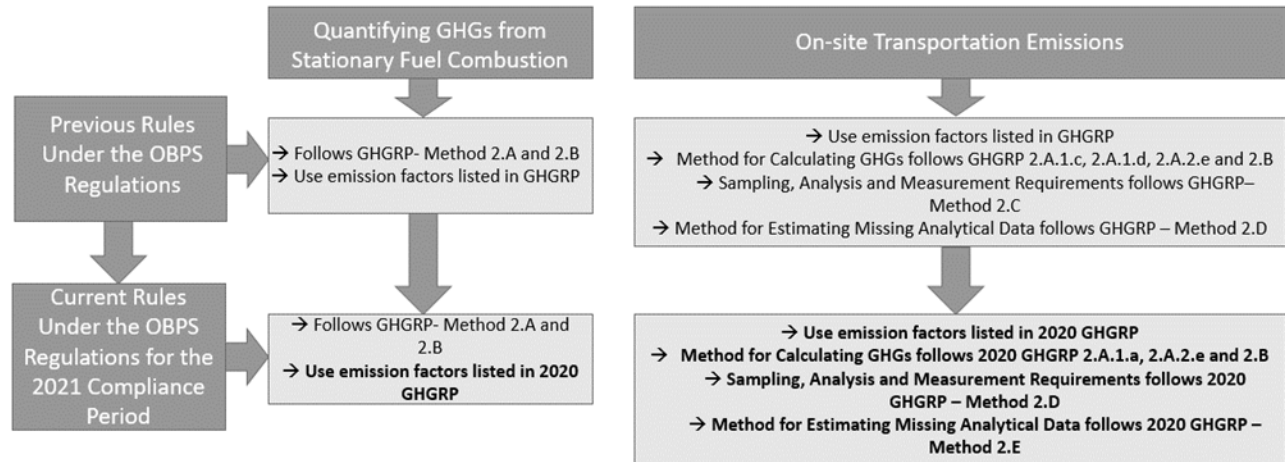 Quantifying GHGs from
Stationary Fuel Combustion
On-site Transportation Emissions
Previous Rules
Under the OBPS
Regulations
→ Follows GHGRP- Method 2.A and 2.B
→ Use emission factors listed in GHGRP
→ Use emission factors listed in GHGRP
→ Method for Calculating GHGs follows GHGRP 2.A.1.c, 2.A.1.d, 2.A.2.e and 2.B
→ Sampling, Analysis and Measurement Requirements follows GHGRP–
Method 2.C
→ Method for Estimating Missing Analytical Data follows GHGRP – Method 2.D
Current Rules
Under the OBPS
Regulations for the
2021 Compliance
Period
→ Follows GHGRP- Method 2.A and
2.B
→ Use emission factors listed in 2020
GHGRP
→ Use emission factors listed in 2020 GHGRP
→ Method for Calculating GHGs follows 2020 GHGRP 2.A.1.a, 2.A.2.e and 2.B
→ Sampling, Analysis and Measurement Requirements follows 2020
GHGRP – Method 2.D
→ Method for Estimating Missing Analytical Data follows 2020 GHGRP –
Method 2.E